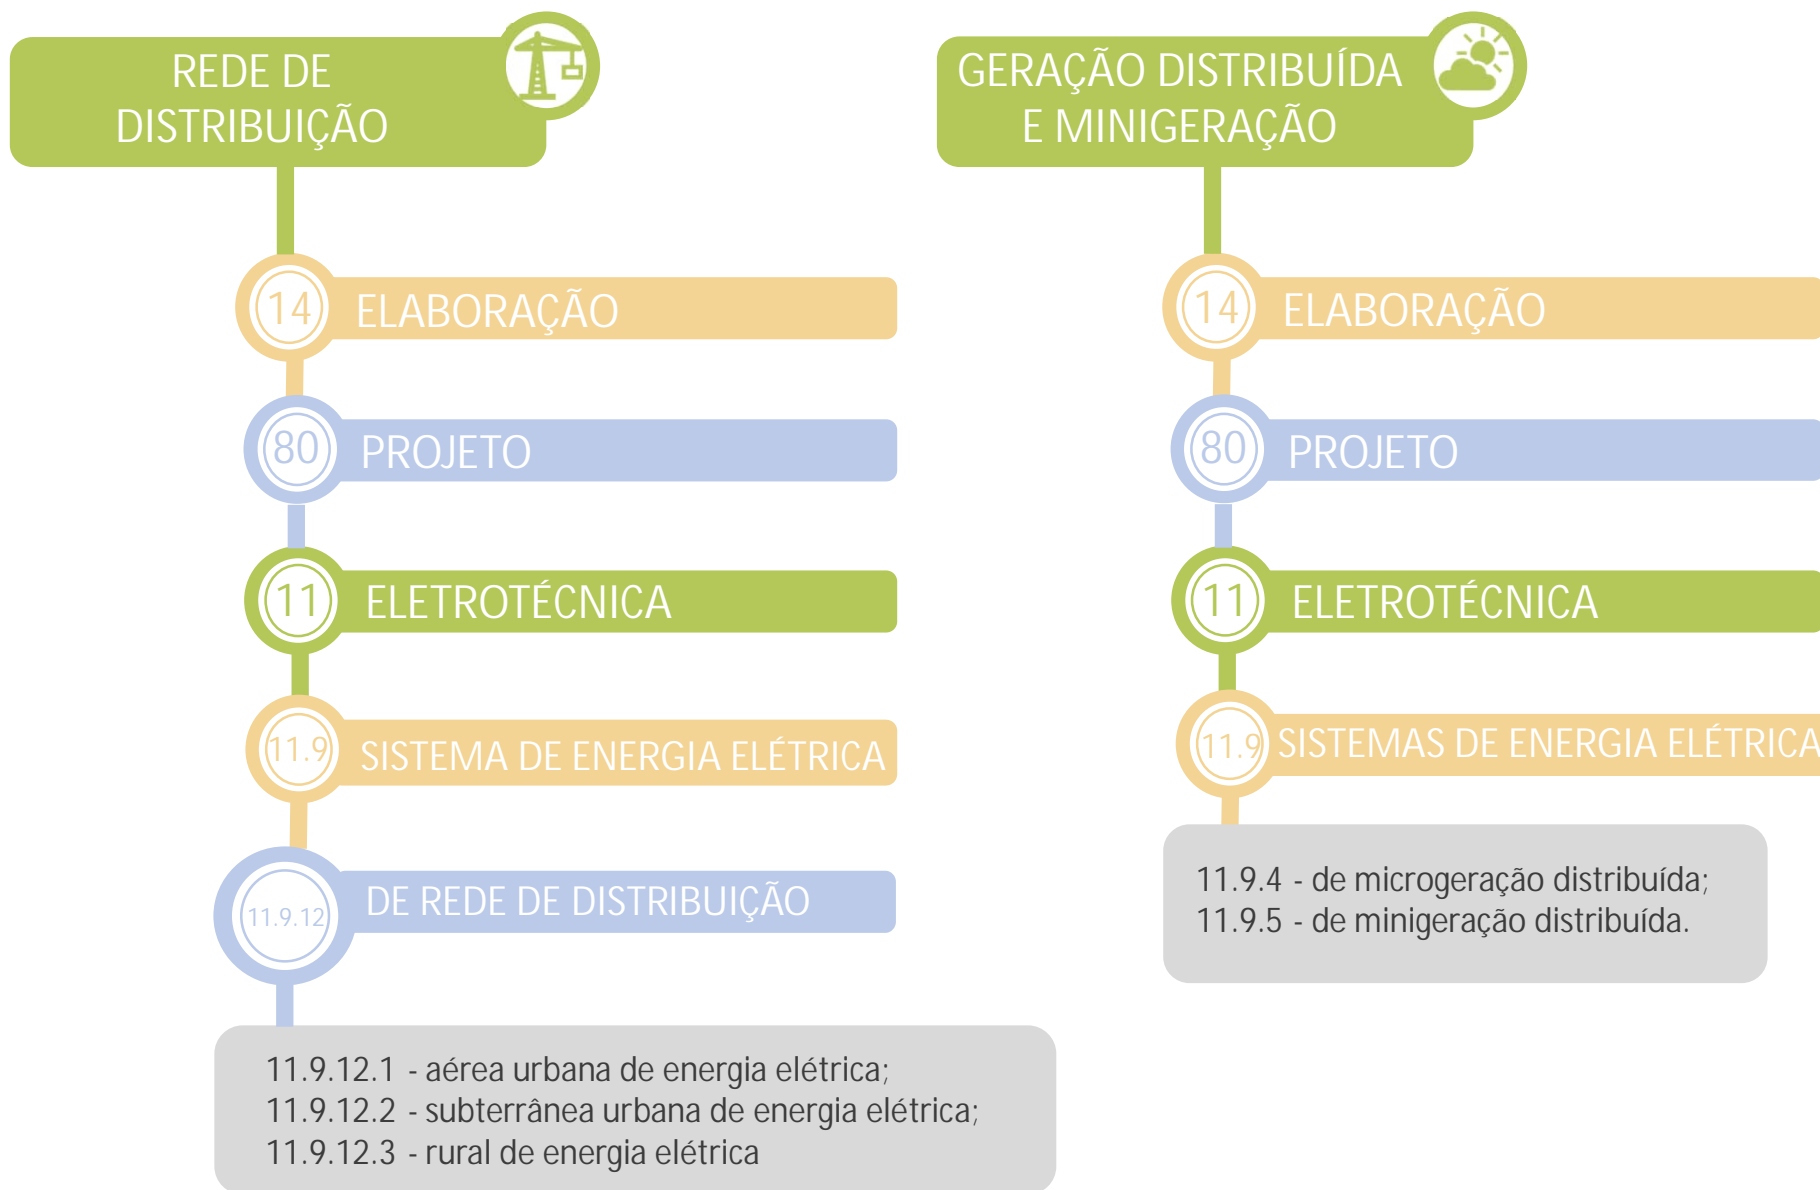 REDE DE
DISTRIBUIÇÃO
14
ELABORAÇÃO
80
PROJETO
11
ELETROTÉCNICA
11.9
SISTEMA DE ENERGIA ELÉTRICA
11.9.12
DE REDE DE DISTRIBUIÇÃO
11.9.12.1 - aérea urbana de energia elétrica;
11.9.12.2 - subterrânea urbana de energia elétrica;
11.9.12.3 - rural de energia elétrica
GERAÇÃO DISTRIBUÍDA
E MINIGERAÇÃO
14
ELABORAÇÃO
80
PROJETO
11
ELETROTÉCNICA
11.9
SISTEMAS DE ENERGIA ELÉTRICA
11.9.4 - de microgeração distribuída;
11.9.5 - de minigeração distribuída.